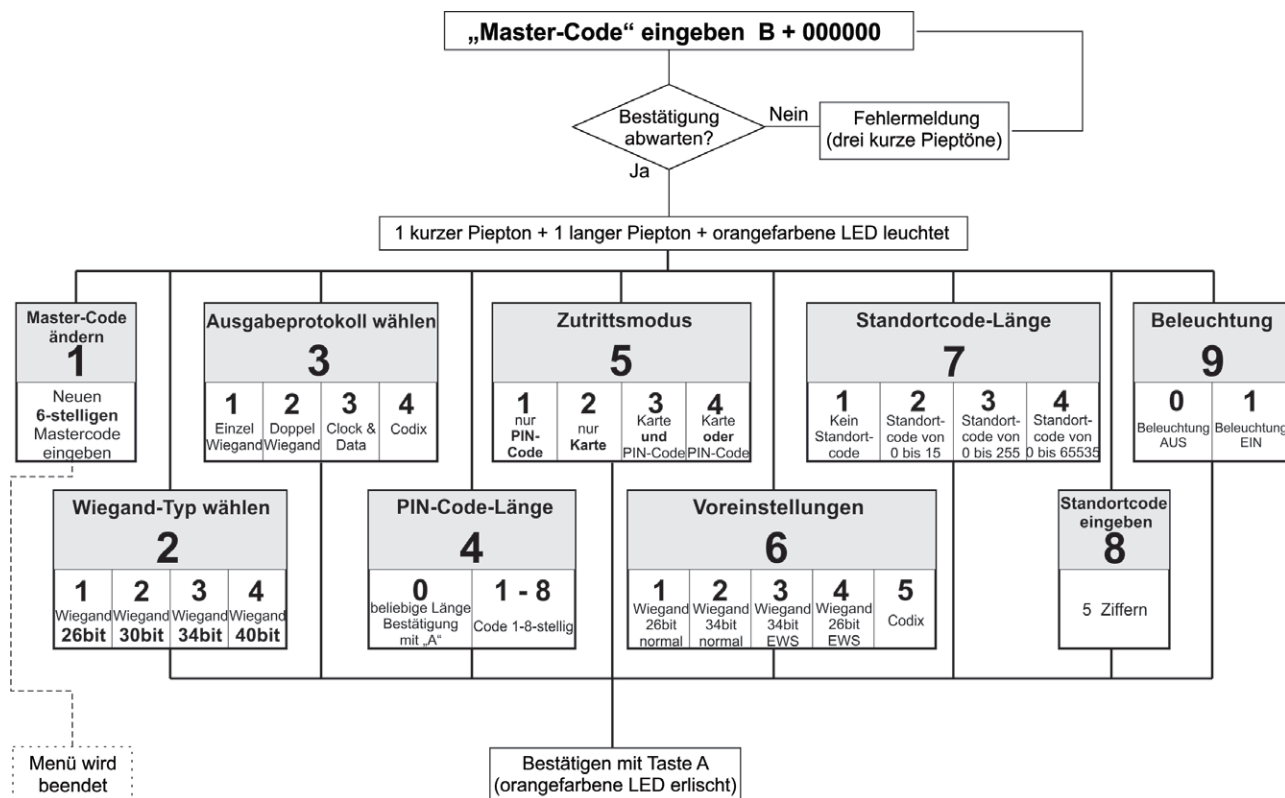 „Master-Code“ eingeben B + 000000
Bestätigung
abwarten?
Nein
Fehlermeldung
(drei kurze Pieptöne)
Ja
1 kurzer Piepton + 1 langer Piepton + orangefarbene LED leuchtet
Master-Code
ändern
1
Neuen
6-stelligen
Mastercode
eingeben
Ausgabeprotokoll wählen
3
1
Einzel
Wiegand
2
Doppel
Wiegand
3
Clock &
Data
4
Codix
Zutrittsmodus
5
1
nur
PIN-
Code
2
nur
Karte
3
Karte
und
PIN-Code
4
Karte
oder
PIN-Code
Standortcode-Länge
7
1
Kein
Standort-
code
2
Standort-
code von
0 bis 15
3
Standort-
code von
0 bis 255
4
Standort-
code von
0 bis 65535
Beleuchtung
9
0
Beleuchtung
AUS
1
Beleuchtung
EIN
Wiegand-Typ wählen
2
1
Wiegand
26bit
2
Wiegand
30bit
3
Wiegand
34bit
4
Wiegand
40bit
PIN-Code-Länge
4
0
beliebige Länge
Bestätigung
mit „A“
1 - 8
Code 1-8-stellig
Voreinstellungen
6
1
Wiegand
26bit
normal
2
Wiegand
34bit
normal
3
Wiegand
34bit
EWS
4
Wiegand
26bit
EWS
5
Codix
Standortcode
eingeben
8
5 Ziffern
Menü wird
beendet
Bestätigen mit Taste A
(orangefarbene LED erlischt)